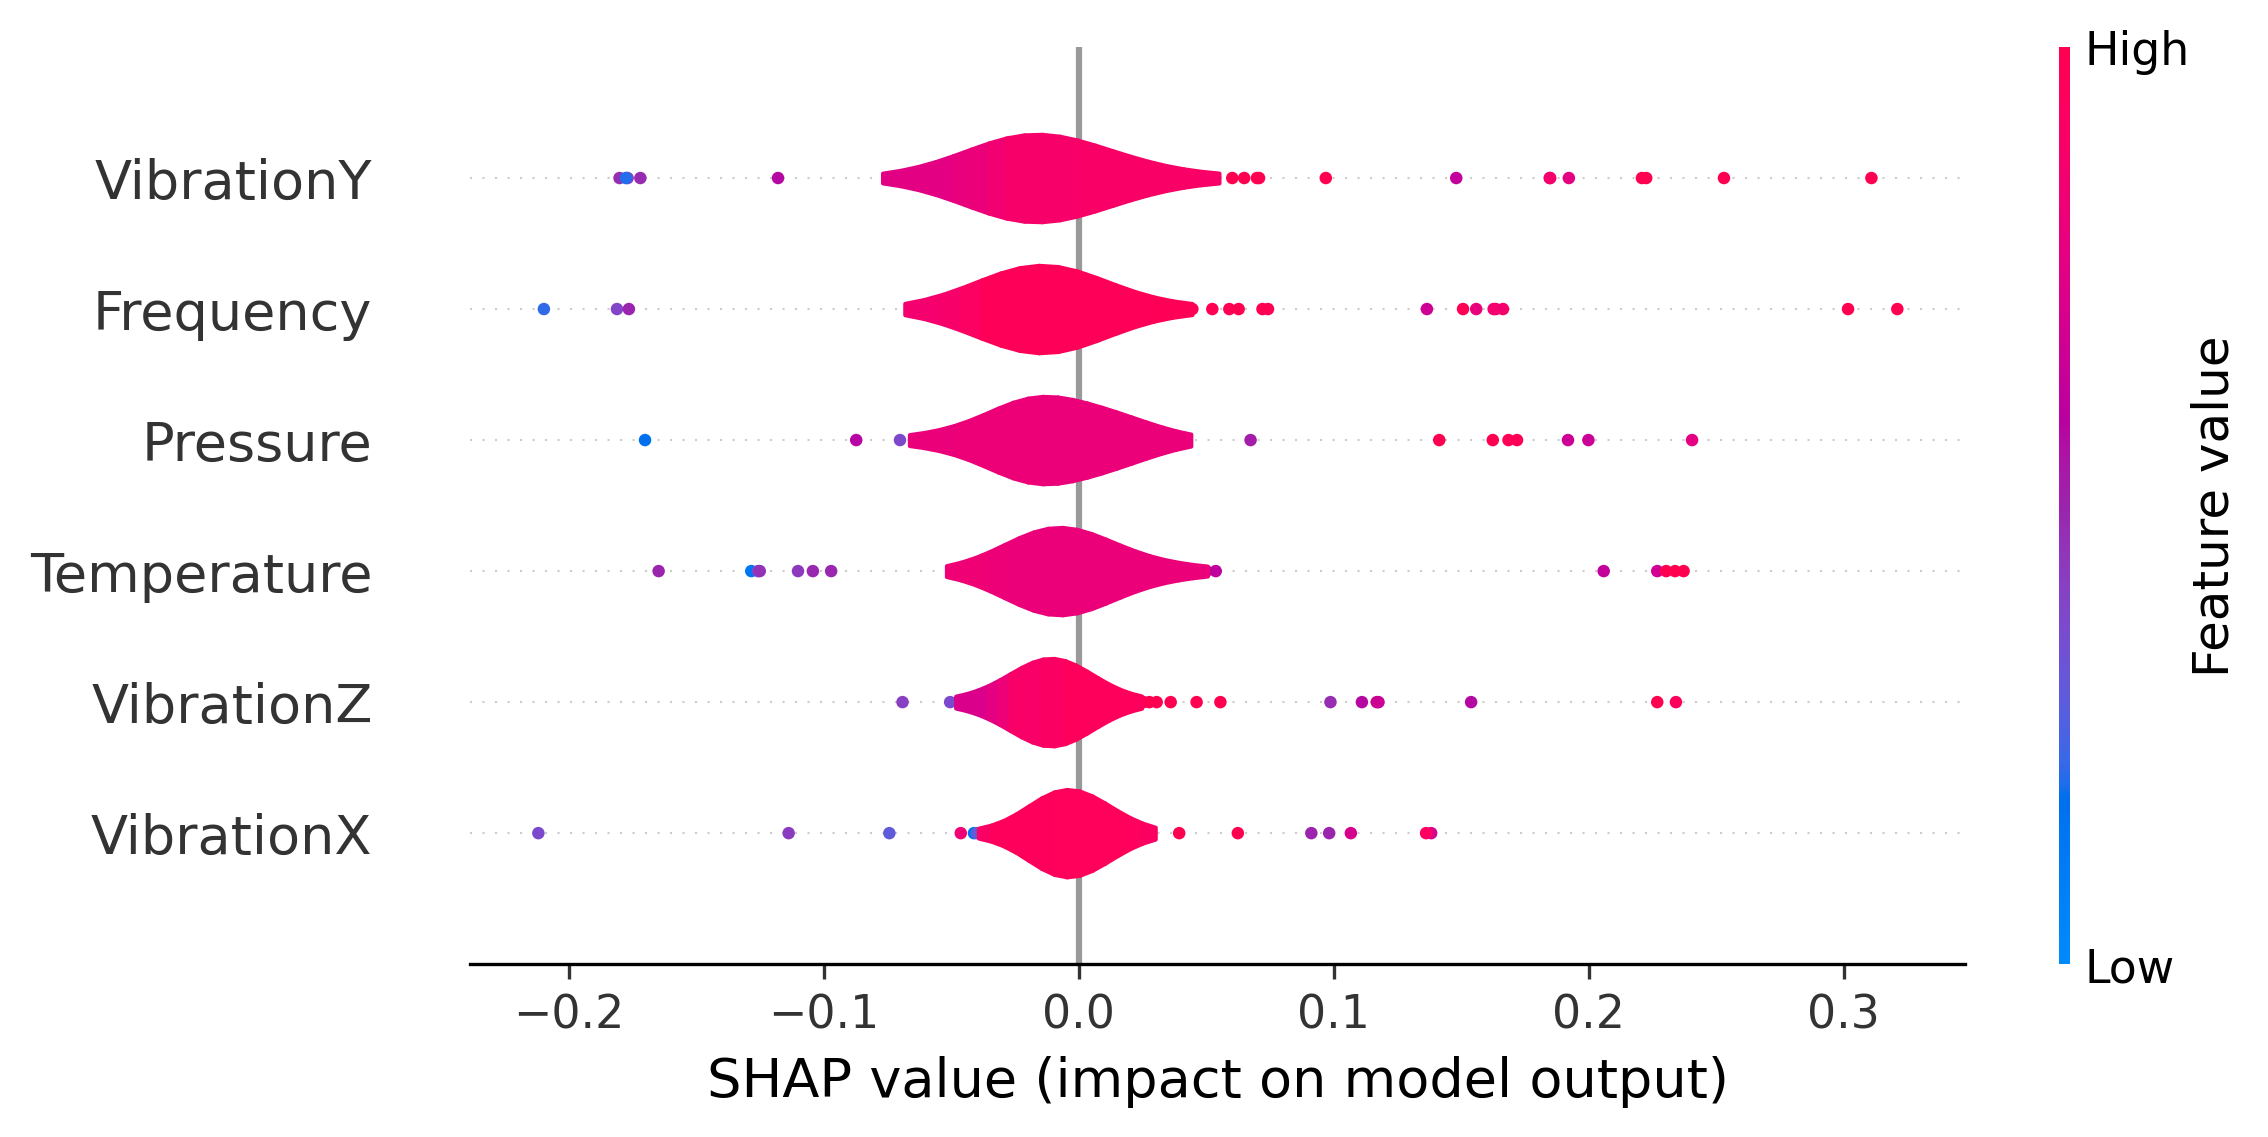 High
VibrationY
Frequency
Pressure
Temperature
VibrationZ
VibrationX
Feature value
Low
−0.2 −0.1 0.0 0.1 0.2 0.3
SHAP value (impact on model output)